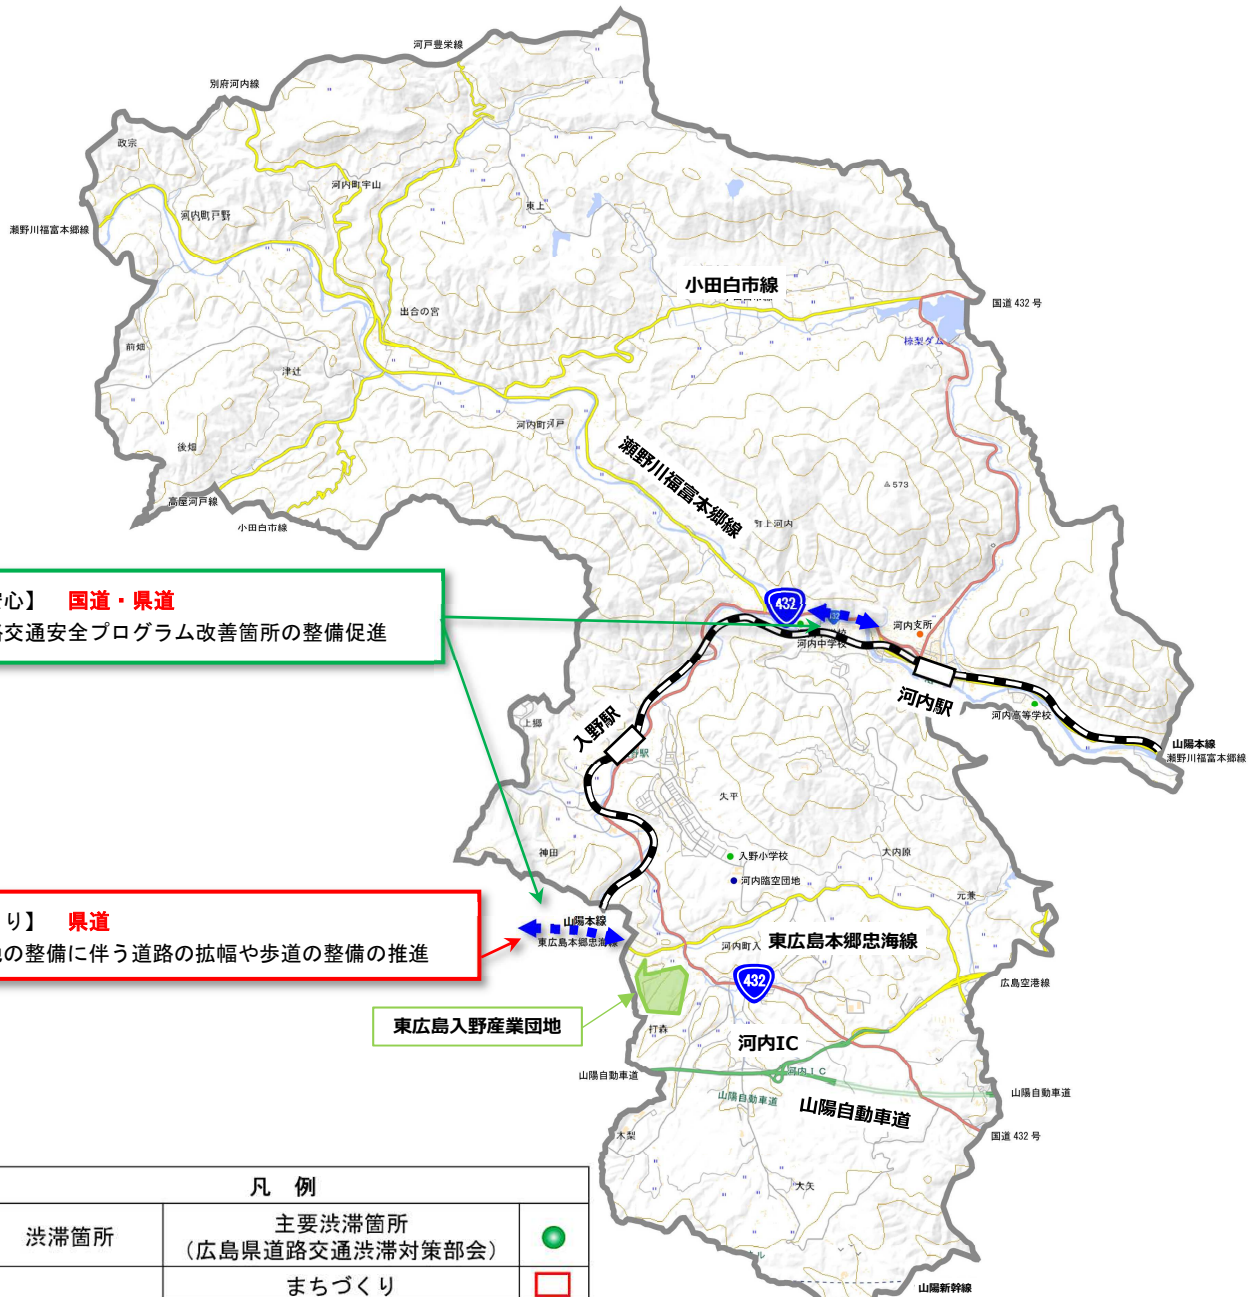 河戸豊栄線
別府河内線
政宗
河内町宇山
河内町戸野
東上
瀬野川福富本郷線
小田白市線
国道 432 号
出合の宮
椋梨ダム
前畑
津辻
河内町河戸
後畑
瀬野川福富本郷線
573
高屋河戸線
小田白市線
町上河内
心】 国道・県道
交通安全プログラム改善箇所の整備促進
432
河内支所
河内中学校
河内駅
河内高等学校
上郷
入野駅
山陽本線
瀬野川福富本郷線
久平
入野小学校
大内原
神田
河内臨空団地
元兼
り】 県道
の整備に伴う道路の拡幅や歩道の整備の推進
山陽本線
東広島本郷忠海線
河内町入
東広島本郷忠海線
432
広島空港線
東広島入野産業団地
打森
河内IC
河内IC
山陽自動車道
山陽自動車道
山陽自動車道
山陽自動車道
木梨
国道 432 号
大矢
凡 例
渋滞箇所
主要渋滞箇所
（広島県道路交通渋滞対策部会）
まちづくり
山陽新幹線